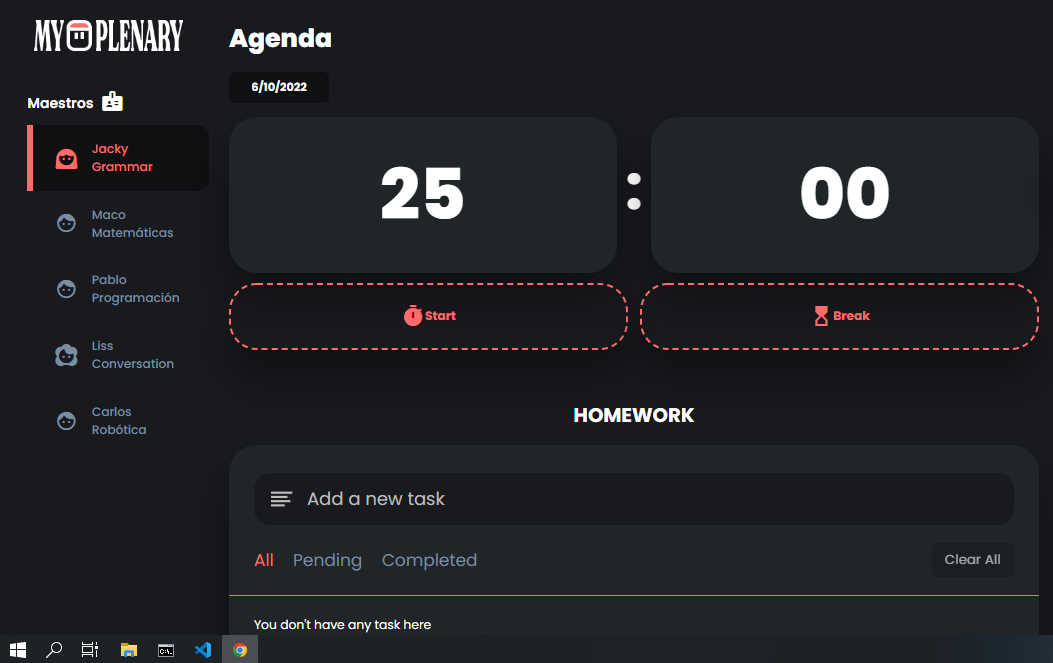 MY PLENARY
Agenda
6/10/2022
Maestros
Jacky
Grammar
Maco
Matemáticas
Pablo
Programación
Liss
Conversation
Carlos
Robótica
25 : 00
Start
Break
HOMEWORK
Add a new task
All Pending Completed
Clear All
You don't have any task here